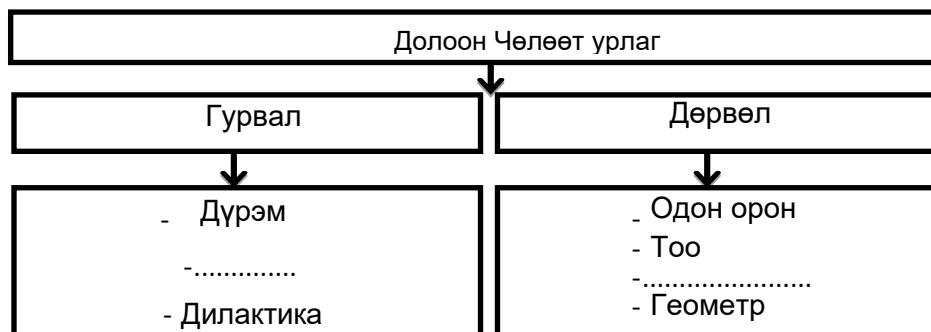 Долоон Чөлөөт урлаг
Гурвал
Дөрвөл
- Дүрэм
-..............
- Дилактика
- Одон орон
- Тоо
-.......................
- Геометр